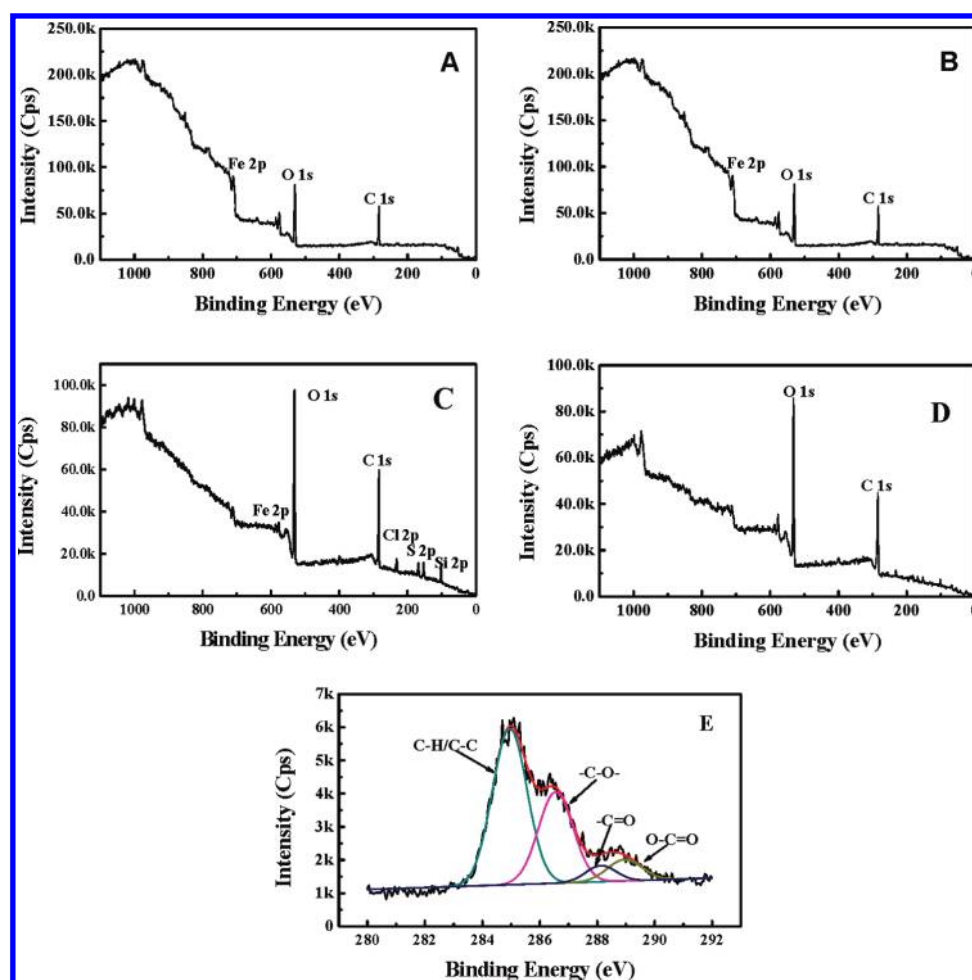 A
250.0k
200.0k
150.0k
100.0k
50.0k
0.0
Intensity (Cps)
Fe 2p
O 1s
C 1s
1000 800 600 400 200 0
Binding Energy (eV)
B
250.0k
200.0k
150.0k
100.0k
50.0k
0.0
Intensity (Cps)
Fe 2p
O 1s
C 1s
1000 800 600 400 200 0
Binding Energy (eV)
C
100.0k
80.0k
60.0k
40.0k
20.0k
0.0
Intensity (Cps)
O 1s
C 1s
Fe 2p
Cl 2p
S 2p
Si 2p
1000 800 600 400 200 0
Binding Energy (eV)
D
100.0k
80.0k
60.0k
40.0k
20.0k
0.0
Intensity (Cps)
O 1s
C 1s
1000 800 600 400 200 0
Binding Energy (eV)
E
7k
6k
5k
4k
3k
2k
1k
0
Intensity (Cps)
C-H/C-C
-C-O-
-C=O
O-C=O
280 282 284 286 288 290 292
Binding Energy (eV)